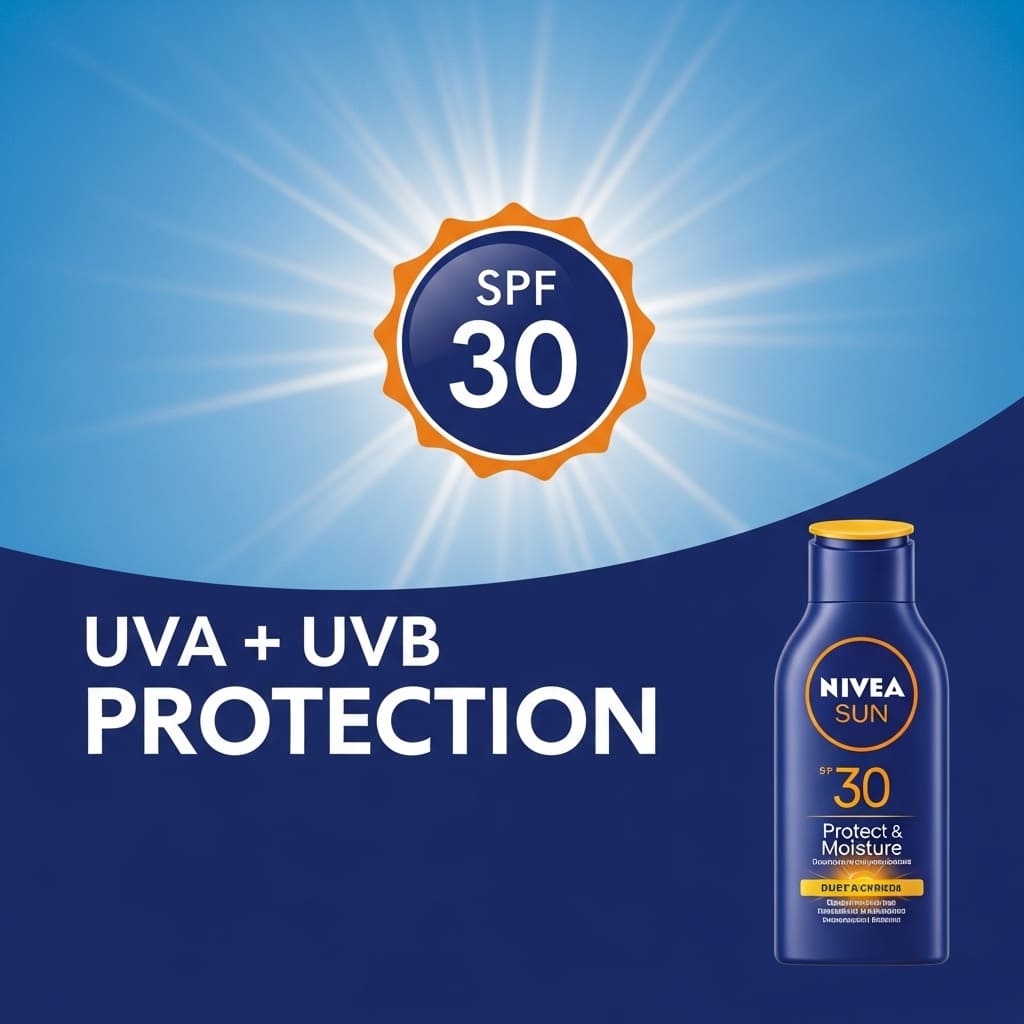 SPF
30
UVA + UVB
PROTECTION
NIVEA
SUN
SP 30
Protect &
Moisture